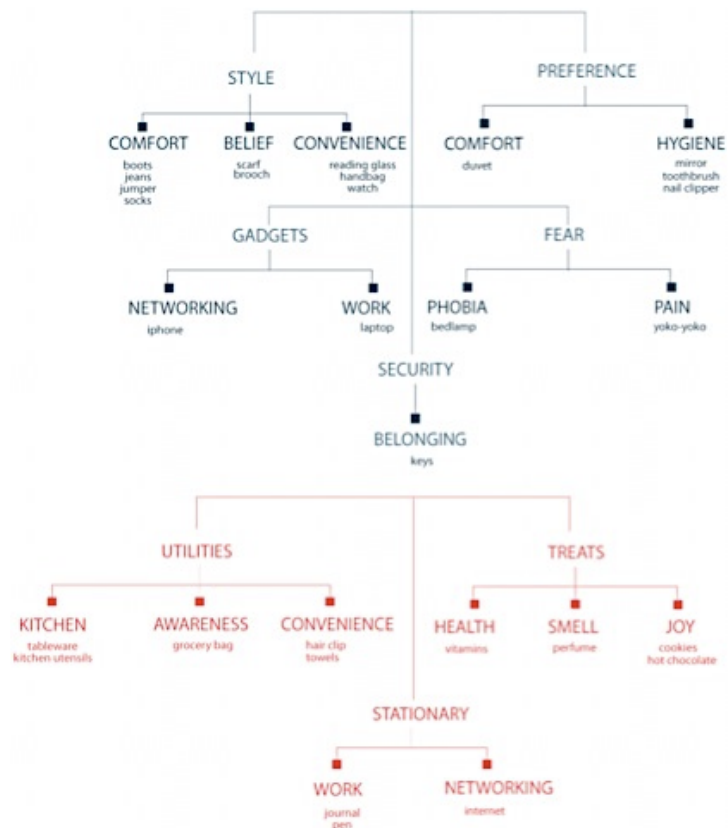 STYLE
PREFERENCE
COMFORT
boots
jeans
jumper
socks
BELIEF
scarf
brooch
CONVENIENCE
reading glass
handbag
watch
COMFORT
duvet
HYGIENE
mirror
toothbrush
nail clipper
GADGETS
FEAR
NETWORKING
iphone
WORK
laptop
PHOBIA
bedlamp
PAIN
yoko-yoko
SECURITY
BELONGING
keys
UTILITIES
TREATS
KITCHEN
tableware
kitchen utensils
AWARENESS
grocery bag
CONVENIENCE
hair clip
towels
HEALTH
vitamins
SMELL
perfume
JOY
cookies
hot chocolate
STATIONARY
WORK
journal
pen
NETWORKING
internet